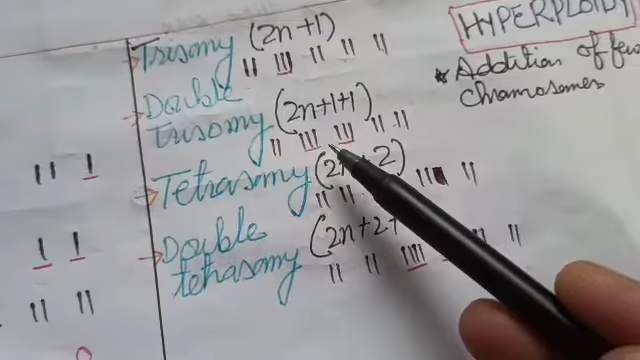 HYPERPLOIDY
* Addition of few
chromosomes
Trisomy (2n+1)
Double
Trisomy (2n+1+1)
Tetrasomy (2n+2)
Double
tetrasomy (2n+2+